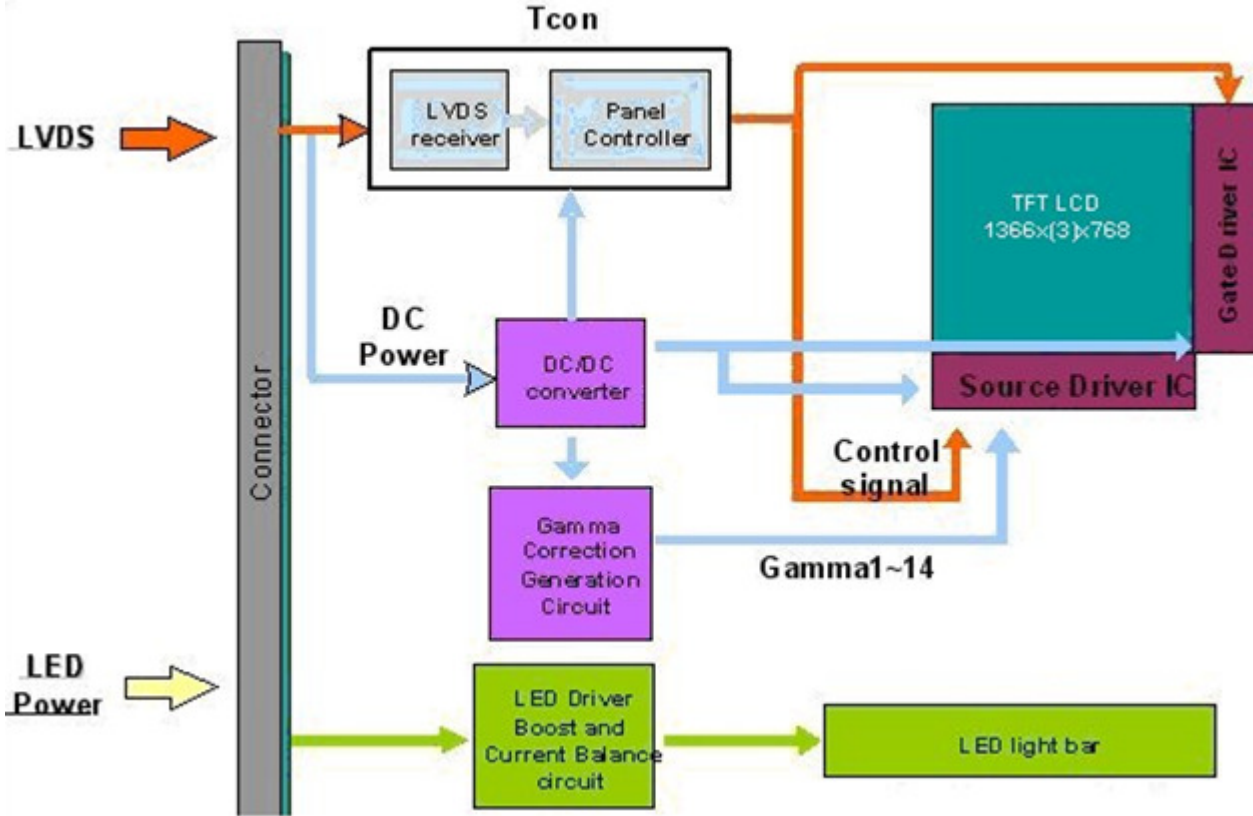 Tcon
LVDS
LVDS
receiver
Panel
Controller
TFT LCD
1366x(3)x768
Gate Driver IC
DC
Power
DC/DC
converter
Source Driver IC
Connector
Control
signal
Gamma
Correction
Generation
Circuit
Gamma1~14
LED
Power
LED Driver
Boost and
Current Balance
circuit
LED light bar